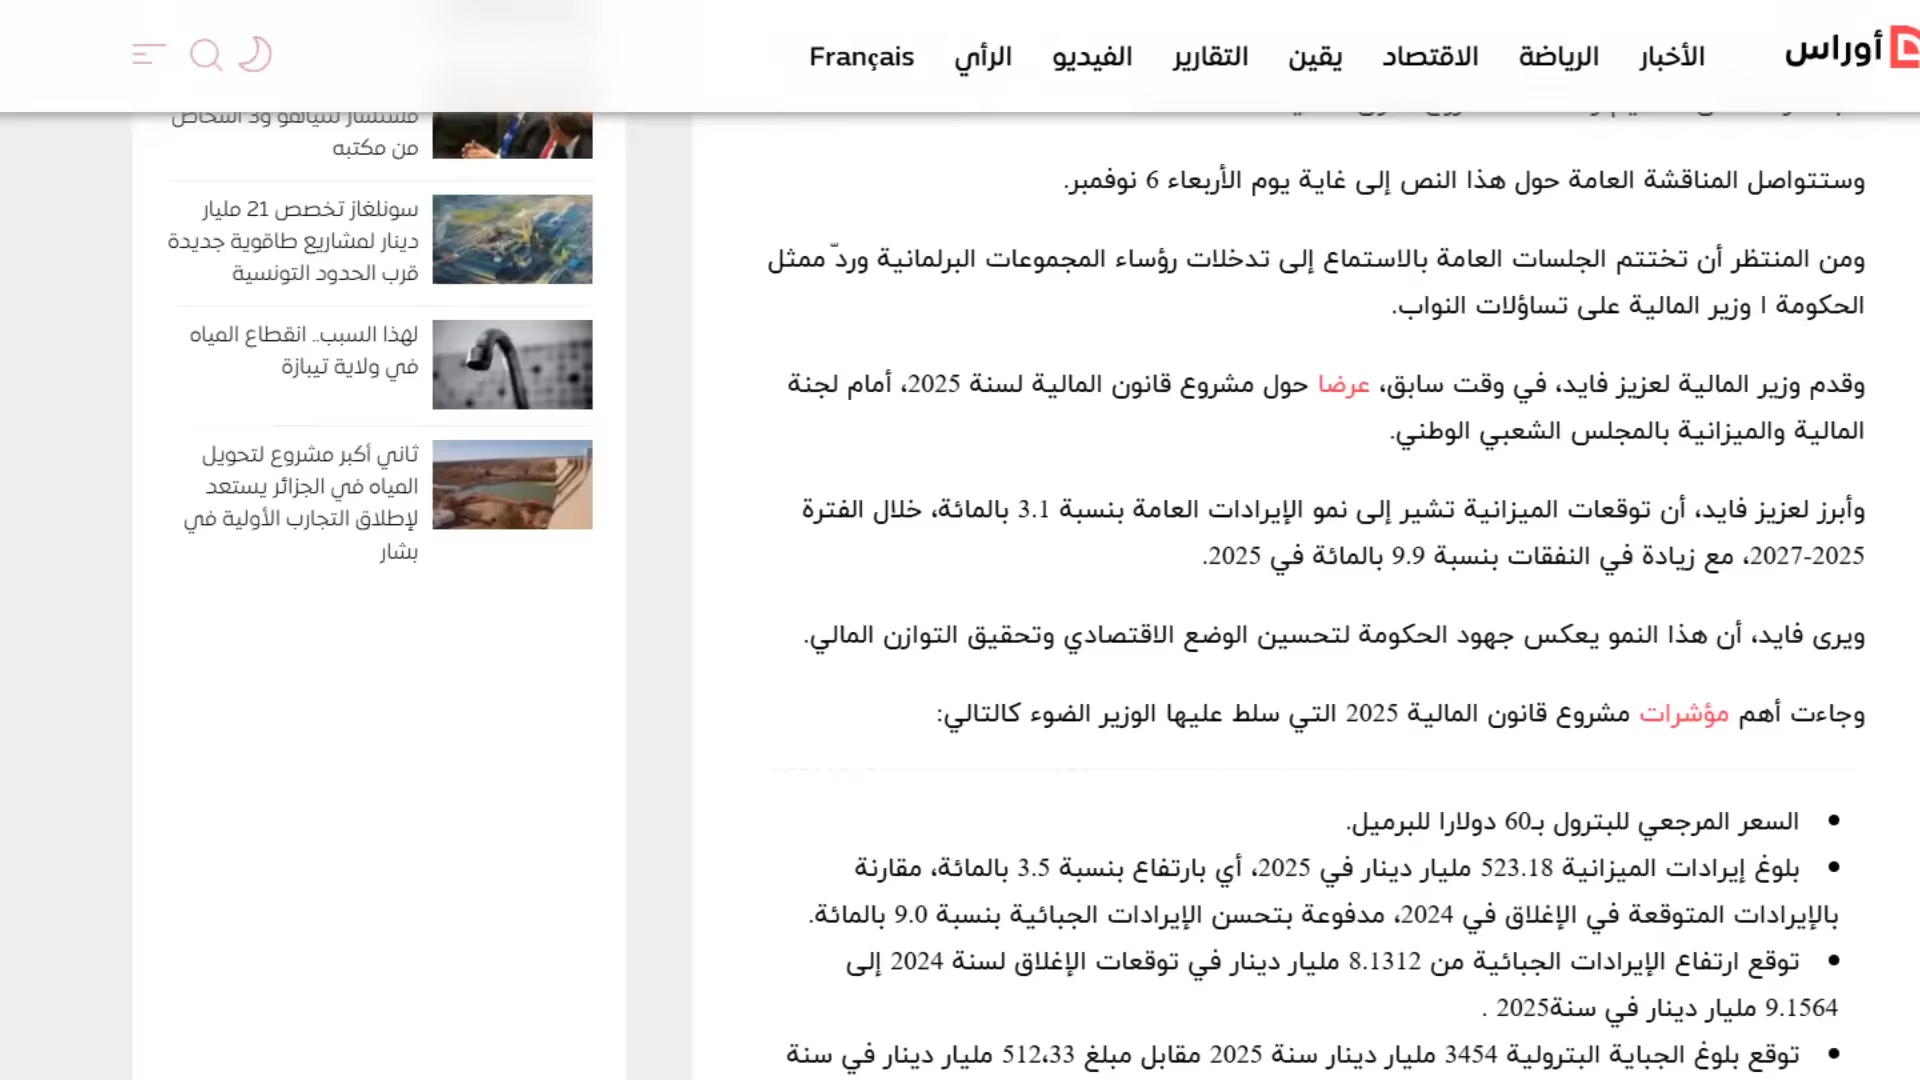 أوراس
الأخبار الرياضة الاقتصاد يقين التقارير الفيديو الرأي Français
وستتواصل المناقشة العامة حول هذا النص إلى غاية يوم الأربعاء 6 نوفمبر.
ومن المنتظر أن تختتم الجلسات العامة بالاستماع إلى تدخلات رؤساء المجموعات البرلمانية وردّ ممثل
الحكومة ا وزير المالية على تساؤلات النواب.
وقدم وزير المالية لعزيز فايد، في وقت سابق، عرضا حول مشروع قانون المالية لسنة 2025، أمام لجنة
المالية والميزانية بالمجلس الشعبي الوطني.
وأبرز لعزيز فايد، أن توقعات الميزانية تشير إلى نمو الإيرادات العامة بنسبة 3.1 بالمائة، خلال الفترة
2025-2027، مع زيادة في النفقات بنسبة 9.9 بالمائة في 2025.
ويرى فايد، أن هذا النمو يعكس جهود الحكومة لتحسين الوضع الاقتصادي وتحقيق التوازن المالي.
وجاءت أهم مؤشرات مشروع قانون المالية 2025 التي سلط عليها الوزير الضوء كالتالي:
• السعر المرجعي للبترول بـ60 دولارا للبرميل.
• بلوغ إيرادات الميزانية 523.18 مليار دينار في 2025، أي بارتفاع بنسبة 3.5 بالمائة، مقارنة
بالإيرادات المتوقعة في الإغلاق في 2024، مدفوعة بتحسن الإيرادات الجبائية بنسبة 9.0 بالمائة.
• توقع ارتفاع الإيرادات الجبائية من 8.1312 مليار دينار في توقعات الإغلاق لسنة 2024 إلى
9.1564 مليار دينار في سنة2025 .
• توقع بلوغ الجباية البترولية 3454 مليار دينار سنة 2025 مقابل مبلغ 512،33 مليار دينار في سنة
مستشار نتنياهو و3 أشخاص
من مكتبه
سونلغاز تخصص 21 مليار
دينار لمشاريع طاقوية جديدة
قرب الحدود التونسية
لهذا السبب.. انقطاع المياه
في ولاية تيبازة
ثاني أكبر مشروع لتحويل
المياه في الجزائر يستعد
لإطلاق التجارب الأولية في
بشار